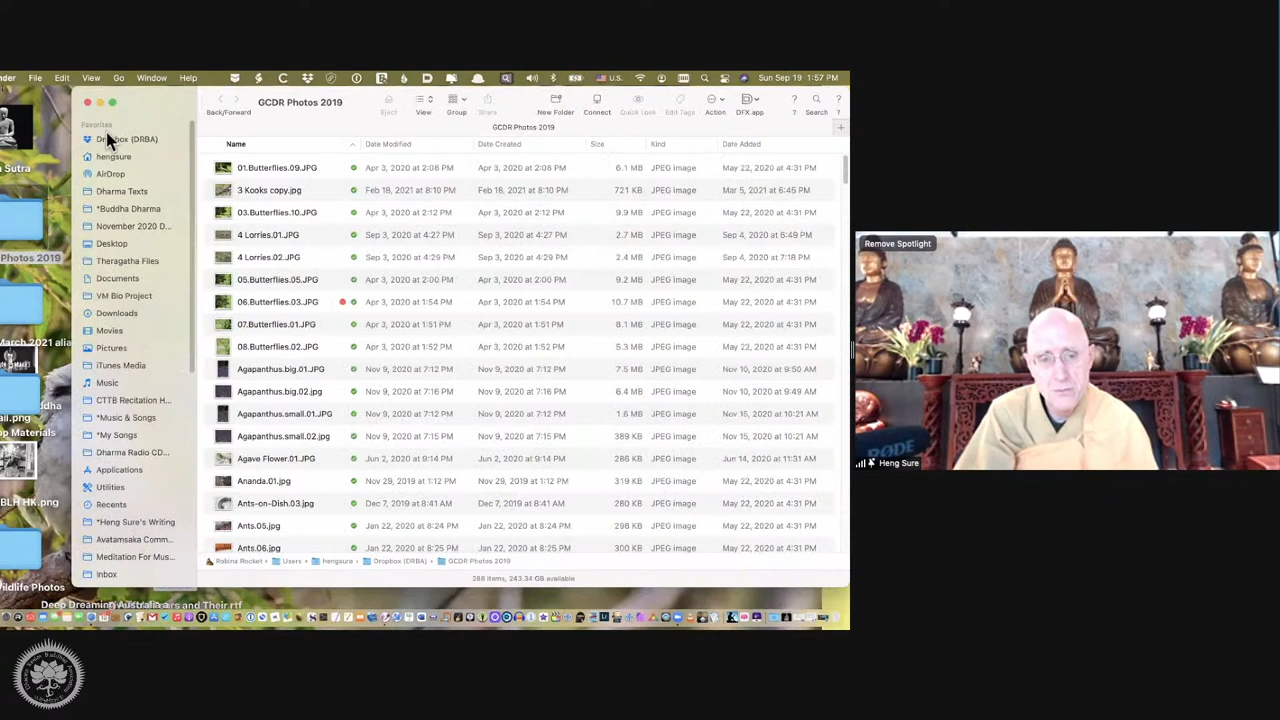 nder File Edit View Go Window Help U.S. Sun Sep 19 1:57 PM
GCDR Photos 2019
Back/Forward Eject View Group Share New Folder Connect Quick Look Edit Tags Action DFX.app ? Search ?
GCDR Photos 2019
Favorites
Dropbox (DRBA)
hengsure
AirDrop
Dharma Texts
*Buddha Dharma
November 2020 D...
Desktop
Theragatha Files
Documents
VM Bio Project
Downloads
Movies
Pictures
iTunes Media
Music
CTTB Recitation H...
*Music & Songs
*My Songs
Dharma Radio CD...
Applications
Utilities
Recents
*Heng Sure's Writing
Avatamsaka Comm...
Meditation For Mus...
Inbox
Name Date Modified Date Created Size Kind Date Added
01.Butterflies.09.JPG Apr 3, 2020 at 2:08 PM Apr 3, 2020 at 2:08 PM 6.1 MB JPEG image May 22, 2020 at 4:31 PM
3 Kooks copy.jpg Feb 18, 2021 at 8:10 PM Feb 18, 2021 at 8:10 PM 721 KB JPEG image Mar 5, 2021 at 6:45 PM
03.Butterflies.10.JPG Apr 3, 2020 at 2:12 PM Apr 3, 2020 at 2:12 PM 9.9 MB JPEG image May 22, 2020 at 4:31 PM
4 Lorries.01.JPG Sep 3, 2020 at 4:27 PM Sep 3, 2020 at 4:27 PM 2.7 MB JPEG image Sep 4, 2020 at 6:49 PM
4 Lorries.02.JPG Sep 3, 2020 at 4:29 PM Sep 3, 2020 at 4:29 PM 2.4 MB JPEG image Sep 4, 2020 at 7:18 PM
05.Butterflies.05.JPG Apr 3, 2020 at 2:00 PM Apr 3, 2020 at 2:00 PM 7.6 MB JPEG image May 22, 2020 at 4:31 PM
06.Butterflies.03.JPG Apr 3, 2020 at 1:54 PM Apr 3, 2020 at 1:54 PM 10.7 MB JPEG image May 22, 2020 at 4:31 PM
07.Butterflies.01.JPG Apr 3, 2020 at 1:51 PM Apr 3, 2020 at 1:51 PM 8.1 MB JPEG image May 22, 2020 at 4:31 PM
08.Butterflies.02.JPG Apr 3, 2020 at 1:52 PM Apr 3, 2020 at 1:52 PM 5.3 MB JPEG image May 22, 2020 at 4:31 PM
Agapanthus.big.01.JPG Nov 9, 2020 at 7:12 PM Nov 9, 2020 at 7:12 PM 7.5 MB JPEG image Nov 10, 2020 at 9:50 AM
Agapanthus.big.02.jpg Nov 9, 2020 at 7:16 PM Nov 9, 2020 at 7:16 PM 6.4 MB JPEG image Nov 10, 2020 at 9:49 AM
Agapanthus.small.01.JPG Nov 9, 2020 at 7:12 PM Nov 9, 2020 at 7:12 PM 1.6 MB JPEG image Nov 15, 2020 at 10:21 AM
Agapanthus.small.02.jpg Nov 9, 2020 at 7:15 PM Nov 9, 2020 at 7:15 PM 389 KB JPEG image Nov 15, 2020 at 10:21 AM
Agave Flower.01.JPG Jun 2, 2020 at 9:14 PM Jun 2, 2020 at 9:14 PM 286 KB JPEG image Jun 14, 2020 at 11:31 AM
Ananda.01.jpg Nov 29, 2019 at 1:12 PM Nov 29, 2019 at 1:12 PM 319 KB JPEG image May 22, 2020 at 4:31 PM
Ants-on-Dish.03.jpg Dec 7, 2019 at 8:41 AM Dec 7, 2019 at 8:41 AM 280 KB JPEG image May 22, 2020 at 4:31 PM
Ants.05.jpg Jan 22, 2020 at 8:24 PM Jan 22, 2020 at 8:24 PM 298 KB JPEG image May 22, 2020 at 4:31 PM
Ants.06.jpg Jan 22, 2020 at 8:25 PM Jan 22, 2020 at 8:25 PM 300 KB JPEG image May 22, 2020 at 4:31 PM
Robina Rocket Users hengsure Dropbox (DRBA) GCDR Photos 2019
288 items, 243.34 GB available
a Sutra
Photos 2019
March 2021 alia
op Materials
BLH HK.png
ildlife Photos
Deep Dreaming Australia a
ars and Their.rtf
Remove Spotlight
RØDE
Heng Sure